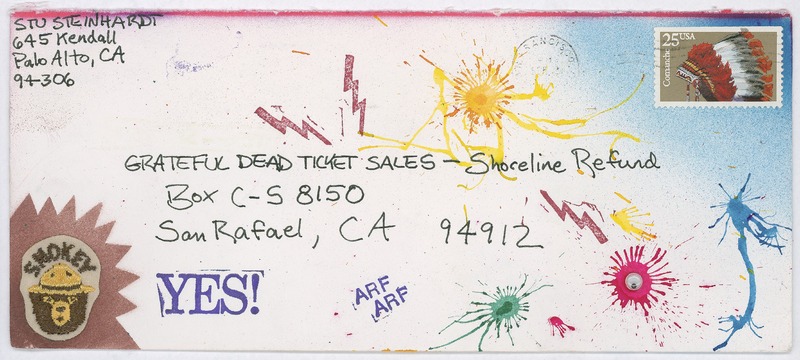 STU STEINHARDT
645 Kendall
Palo Alto, CA
94306
25 USA
Comanche
GRATEFUL DEAD TICKET SALES — Shoreline Refund
Box C-S 8150
San Rafael, CA 94912
SMOKEY
YES!
ARF
ARF